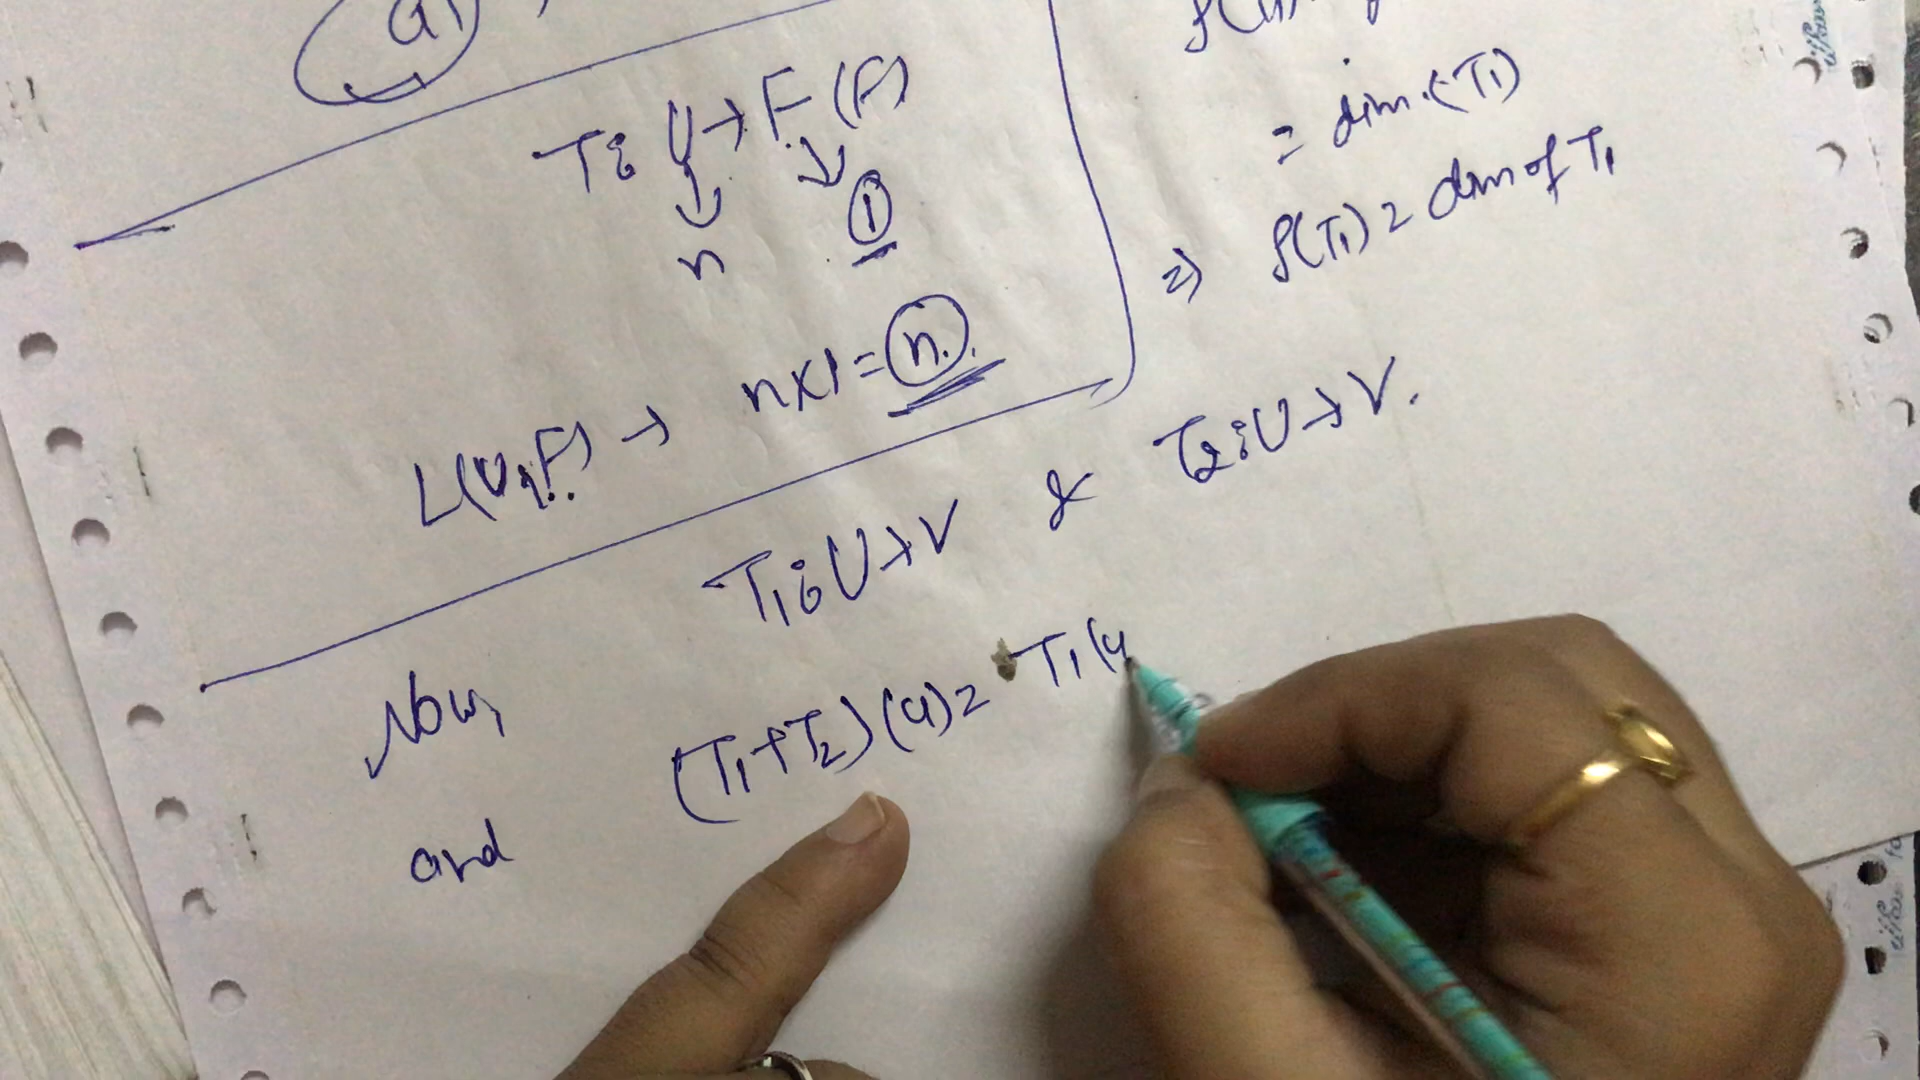 T: U → F(F)
n
1
n×1 = n.
L(U,F) →
= dim.(T1)
⇒ ρ(T1) = dim of T1
T1: U→V & T2: U→V.
Now, (T1+T2)(u) = T1(u
and